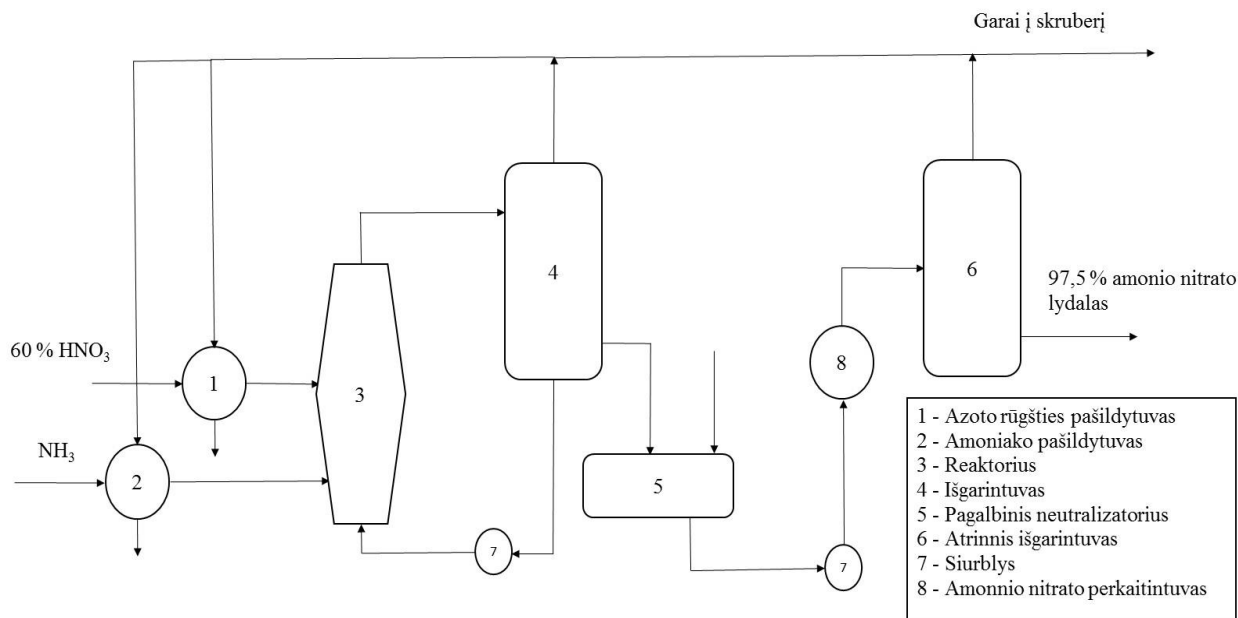 Garai į skruberį
4
6
97,5 % amonio nitrato
lydalas
60 % HNO₃
1
3
8
NH₃
2
5
7
7
1 - Azoto rūgšties pašildytuvas
2 - Amoniako pašildytuvas
3 - Reaktorius
4 - Išgarintuvas
5 - Pagalbinis neutralizatorius
6 - Atrinnis išgarintuvas
7 - Siurblys
8 - Amonnio nitrato perkaitintuvas